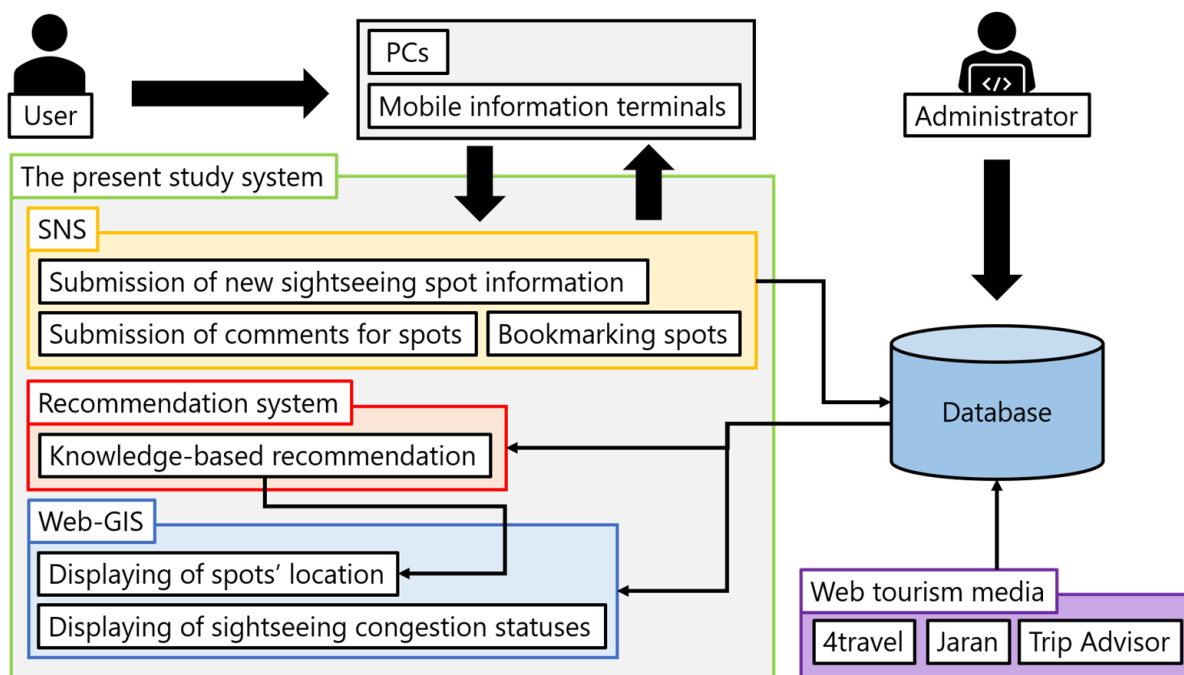 User
PCs
Mobile information terminals
</>
Administrator
The present study system
SNS
Submission of new sightseeing spot information
Submission of comments for spots
Bookmarking spots
Recommendation system
Knowledge-based recommendation
Web-GIS
Displaying of spots’ location
Displaying of sightseeing congestion statuses
Database
Web tourism media
4travel
Jaran
Trip Advisor